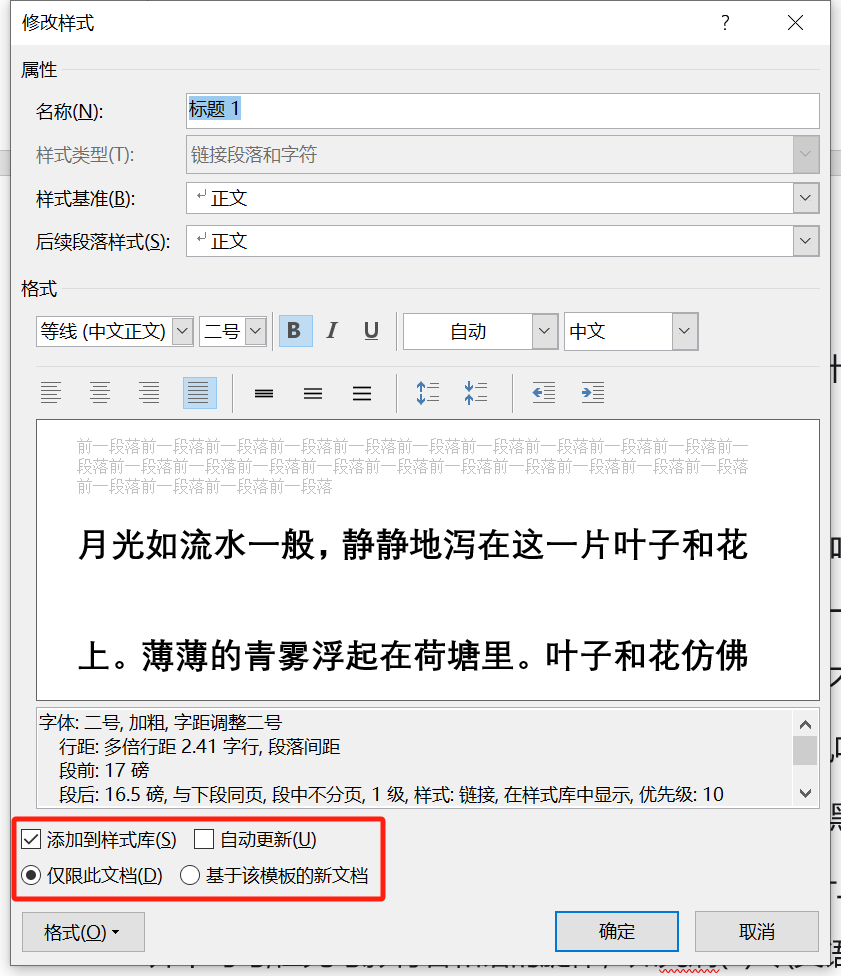 修改样式
?
属性
名称(N):
标题 1
样式类型(T):
链接段落和字符
样式基准(B):
正文
后续段落样式(S):
正文
格式
等线 (中文正文) 二号 B I U 自动 中文
前一段落前一段落前一段落前一段落前一段落前一段落前一段落前一段落前一段落前一段落前一
段落前一段落前一段落前一段落前一段落前一段落前一段落前一段落前一段落前一段落前一段落
前一段落前一段落前一段落前一段落
月光如流水一般，静静地泻在这一片叶子和花
上。薄薄的青雾浮起在荷塘里。叶子和花仿佛
字体: 二号, 加粗, 字距调整二号
行距: 多倍行距 2.41 字行, 段落间距
段前: 17 磅
段后: 16.5 磅, 与下段同页, 段中不分页, 1 级, 样式: 链接, 在样式库中显示, 优先级: 10
添加到样式库(S) 自动更新(U)
仅限此文档(D) 基于该模板的新文档
格式(O)
确定
取消